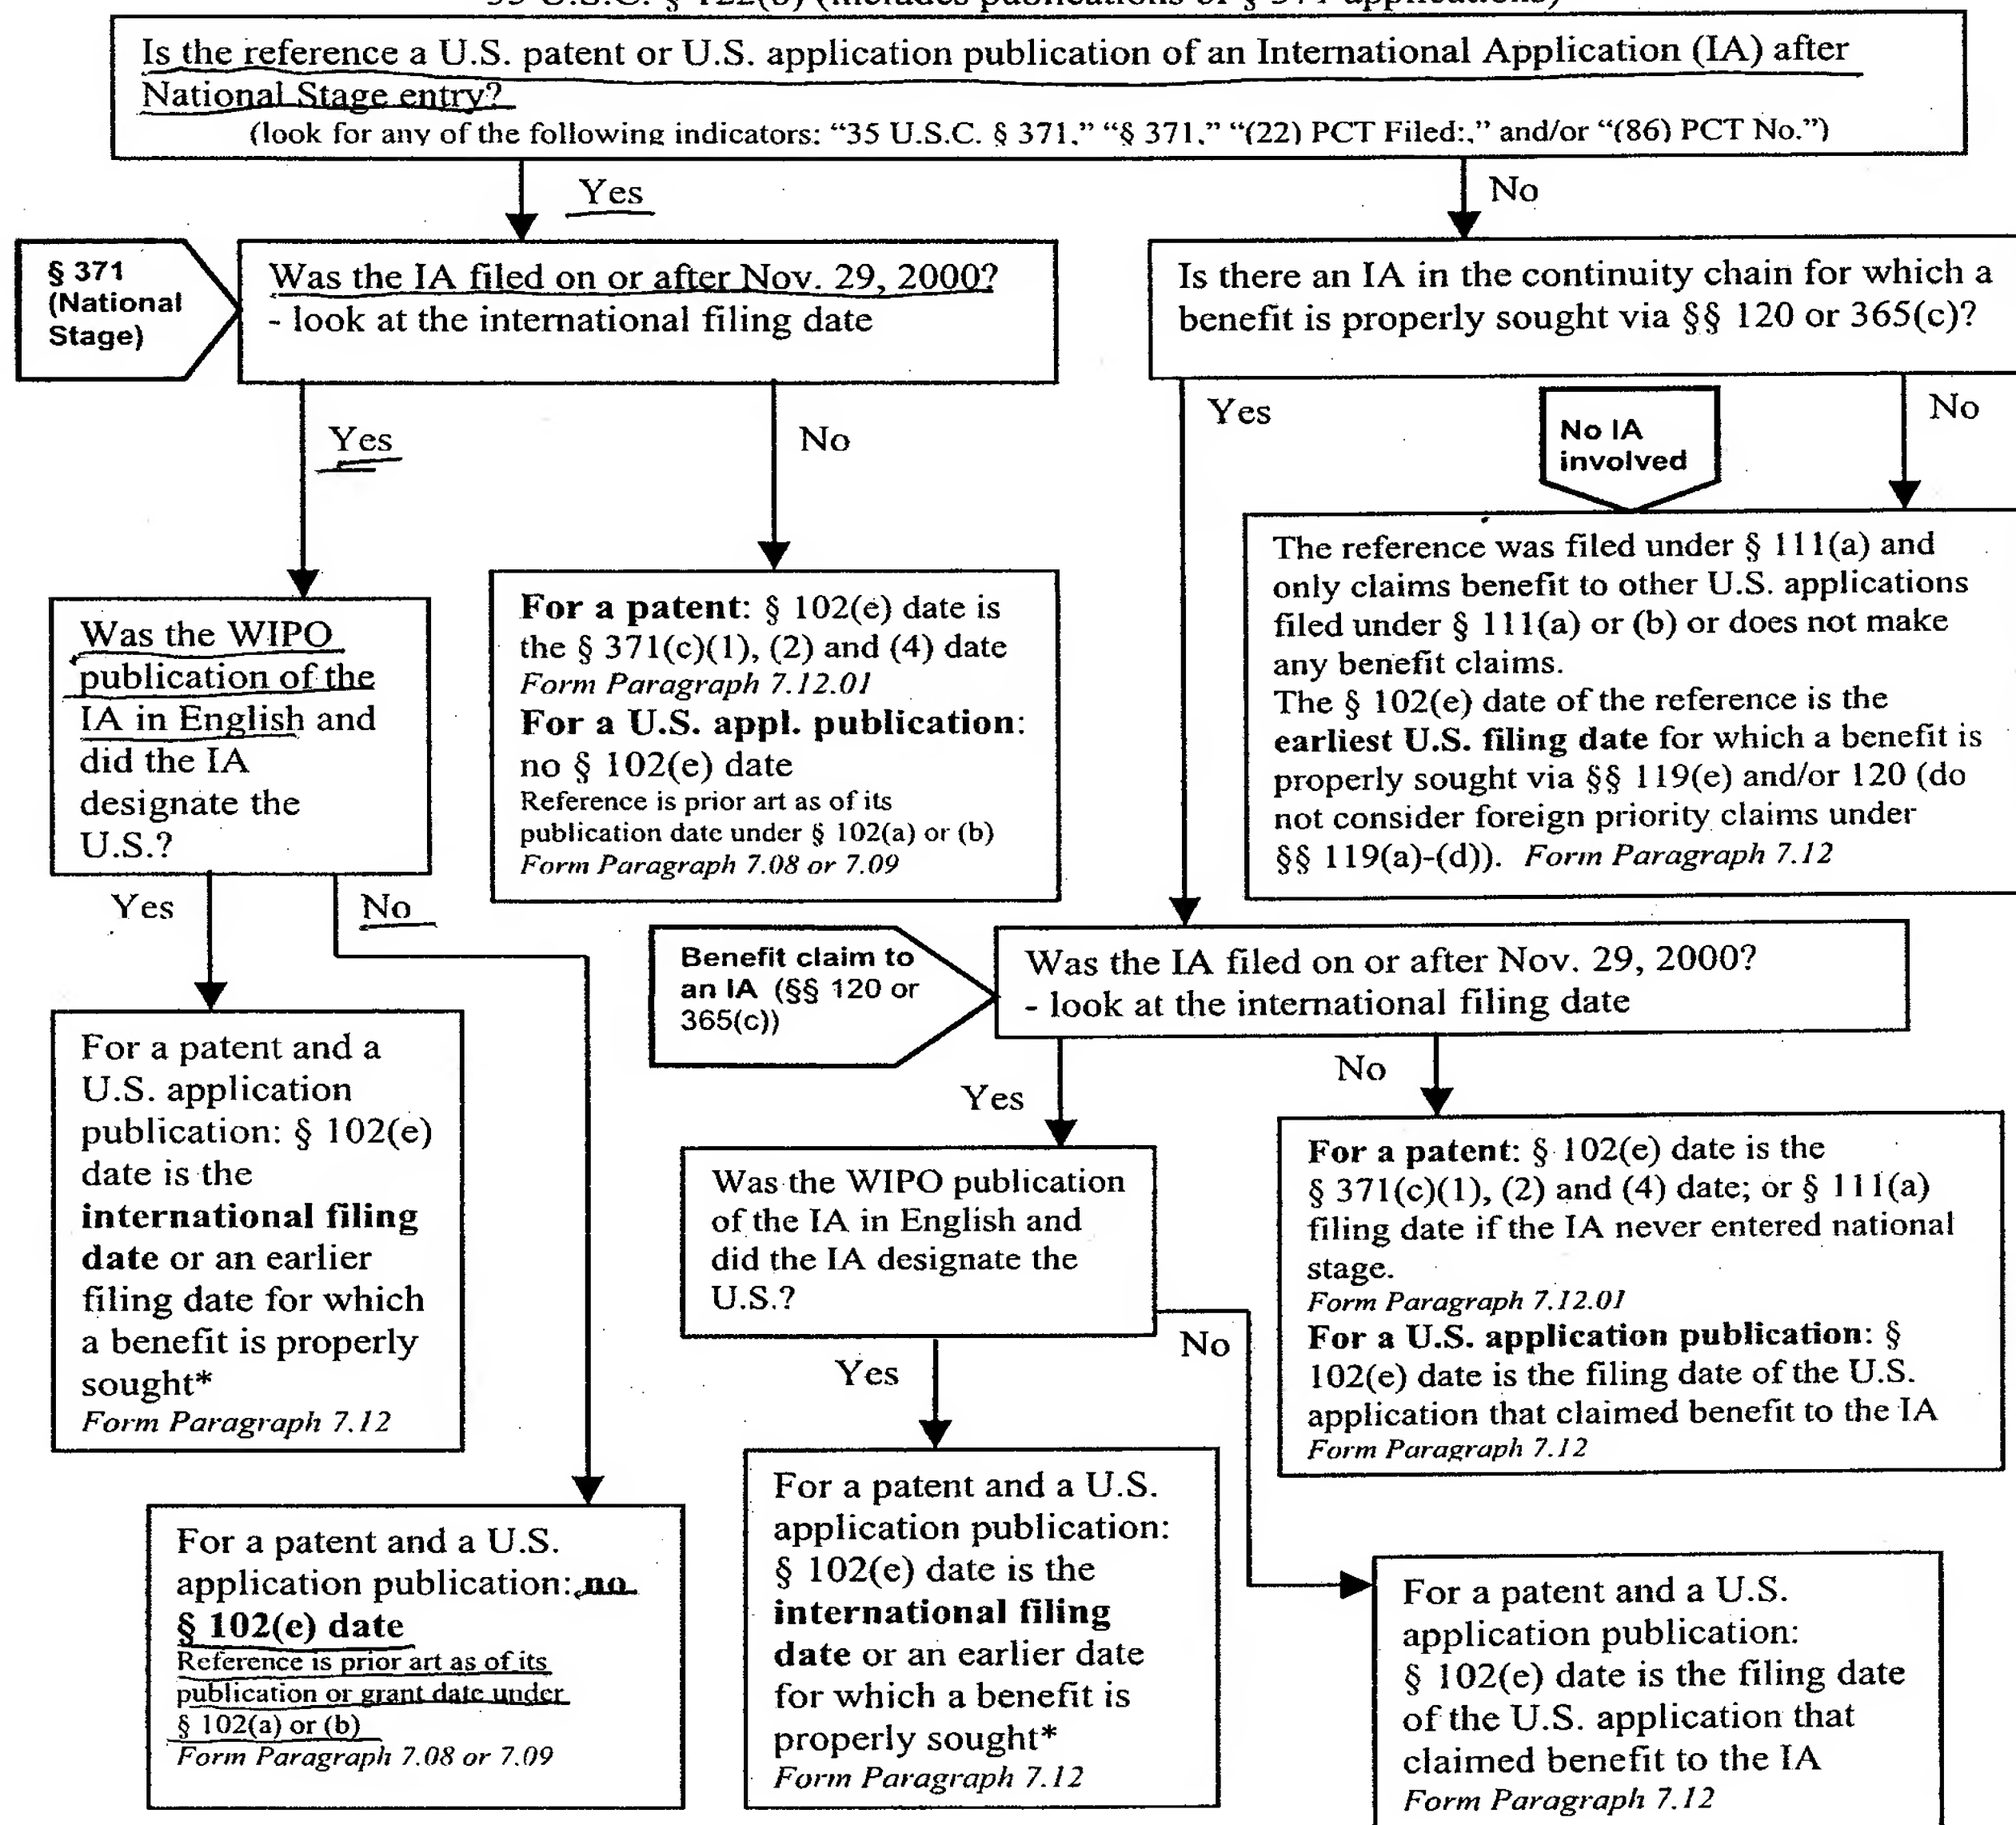 35 U.S.C. § 122(b) (includes publications of § 371 applications)
Is the reference a U.S. patent or U.S. application publication of an International Application (IA) after
National Stage entry?
(look for any of the following indicators: “35 U.S.C. § 371,” “§ 371,” “(22) PCT Filed:,” and/or “(86) PCT No.”)
Yes
No
§ 371
(National
Stage)
Was the IA filed on or after Nov. 29, 2000?
- look at the international filing date
Is there an IA in the continuity chain for which a
benefit is properly sought via §§ 120 or 365(c)?
Yes
No
Yes
No IA
involved
No
Was the WIPO
publication of the
IA in English and
did the IA
designate the
U.S.?
For a patent: § 102(e) date is
the § 371(c)(1), (2) and (4) date
Form Paragraph 7.12.01
For a U.S. appl. publication:
no § 102(e) date
Reference is prior art as of its
publication date under § 102(a) or (b)
Form Paragraph 7.08 or 7.09
The reference was filed under § 111(a) and
only claims benefit to other U.S. applications
filed under § 111(a) or (b) or does not make
any benefit claims.
The § 102(e) date of the reference is the
earliest U.S. filing date for which a benefit is
properly sought via §§ 119(e) and/or 120 (do
not consider foreign priority claims under
§§ 119(a)-(d)). Form Paragraph 7.12
Yes
No
Benefit claim to
an IA (§§ 120 or
365(c))
Was the IA filed on or after Nov. 29, 2000?
- look at the international filing date
Yes
No
For a patent and a
U.S. application
publication: § 102(e)
date is the
international filing
date or an earlier
filing date for which
a benefit is properly
sought*
Form Paragraph 7.12
Was the WIPO publication
of the IA in English and
did the IA designate the
U.S.?
For a patent: § 102(e) date is the
§ 371(c)(1), (2) and (4) date; or § 111(a)
filing date if the IA never entered national
stage.
Form Paragraph 7.12.01
For a U.S. application publication: §
102(e) date is the filing date of the U.S.
application that claimed benefit to the IA
Form Paragraph 7.12
Yes
No
For a patent and a U.S.
application publication: no
§ 102(e) date
Reference is prior art as of its
publication or grant date under
§ 102(a) or (b)
Form Paragraph 7.08 or 7.09
For a patent and a U.S.
application publication:
§ 102(e) date is the
international filing
date or an earlier date
for which a benefit is
properly sought*
Form Paragraph 7.12
For a patent and a U.S.
application publication:
§ 102(e) date is the filing date
of the U.S. application that
claimed benefit to the IA
Form Paragraph 7.12